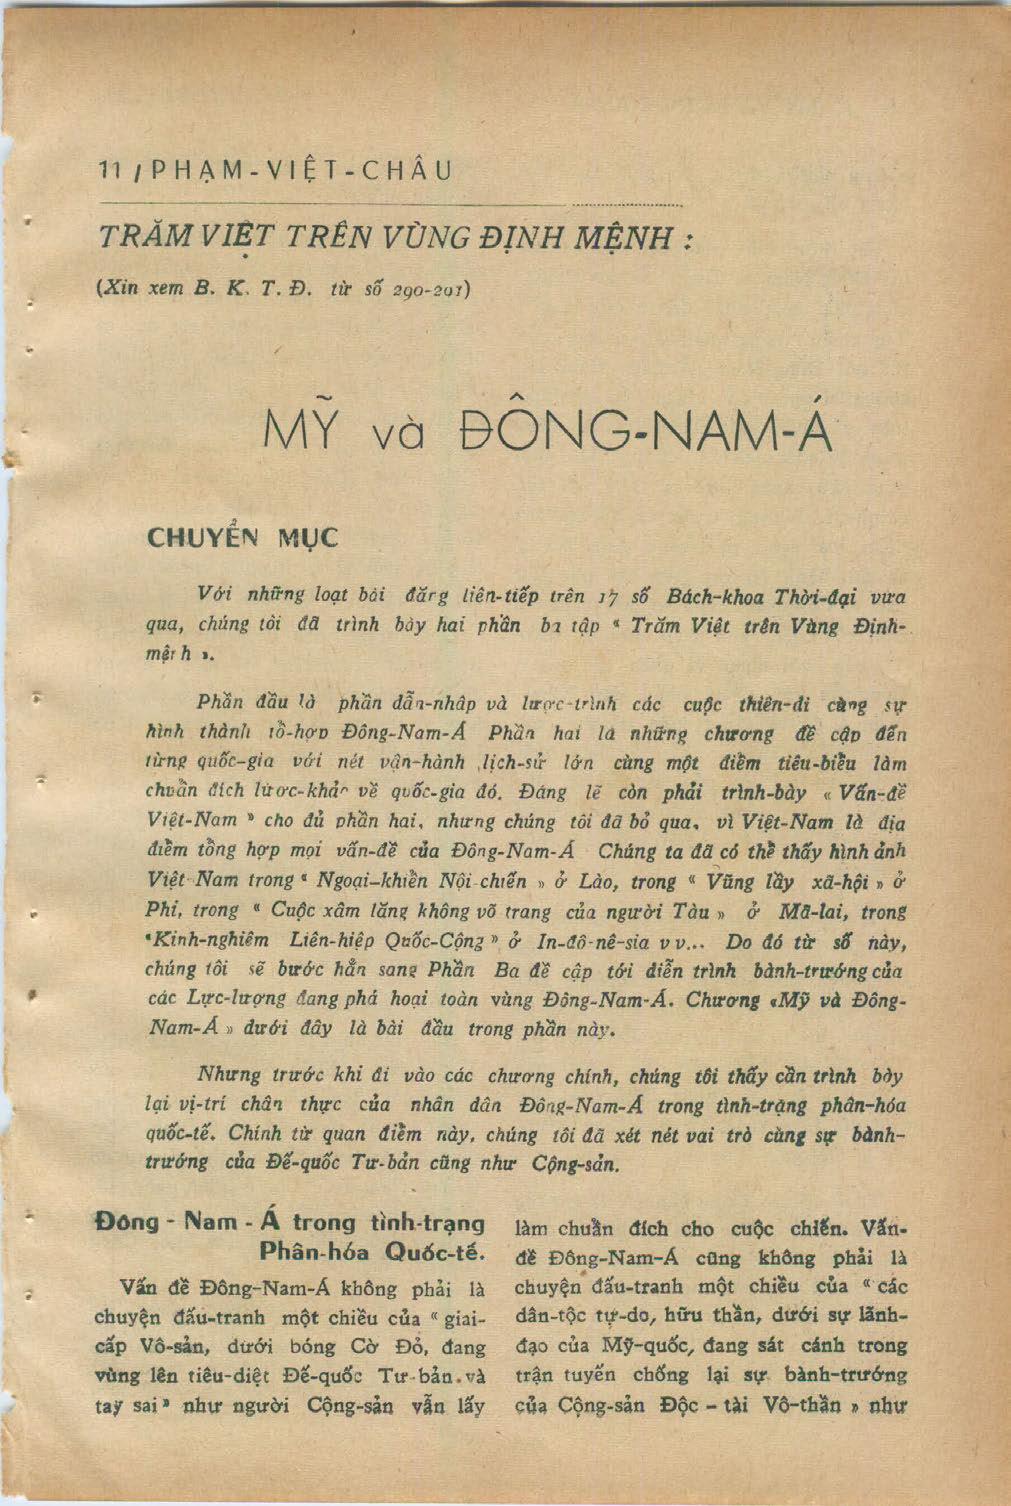 11 / PHẠM-VIỆT-CHÂU
TRĂM VIỆT TRÊN VÙNG ĐỊNH MỆNH :
(Xin xem B. K. T. Đ. từ số 290-291)
MỸ và ĐÔNG-NAM-Á
CHUYỂN MỤC
Với những loạt bài đăng liên-tiếp trên 17 số Bách-khoa Thời-đại vừa
qua, chúng tôi đã trình bày hai phần ba tập « Trăm Việt trên Vùng Định-
mệnh ».
Phần đầu là phần dẫn-nhập và lược-trình các cuộc thiên-di cùng sự
hình thành tổ-hợp Đông-Nam-Á Phần hai là những chương đề cập đến
từng quốc-gia với nét vận-hành lịch-sử lớn cùng một điểm tiêu-biểu làm
chuẩn đích lược-khảo về quốc-gia đó. Đáng lẽ còn phải trình-bày « Vấn-đề
Việt-Nam » cho đủ phần hai, nhưng chúng tôi đã bỏ qua, vì Việt-Nam là địa
điểm tổng hợp mọi vấn-đề của Đông-Nam-Á Chúng ta đã có thể thấy hình ảnh
Việt-Nam trong « Ngoại-khiển Nội-chiến » ở Lào, trong « Vũng lầy xã-hội » ở
Phi, trong « Cuộc xâm lăng không võ trang của người Tàu » ở Mã-lai, trong
“Kinh-nghiêm Liên-hiệp Quốc-Cộng” ở In-đô-nê-sia v v... Do đó từ số này,
chúng tôi sẽ bước hẳn sang Phần Ba đề cập tới diễn trình bành-trướng của
các Lực-lượng đang phá hoại toàn vùng Đông-Nam-Á. Chương «Mỹ và Đông-
Nam-Á » dưới đây là bài đầu trong phần này.
Nhưng trước khi đi vào các chương chính, chúng tôi thấy cần trình bày
lại vị-trí chân thực của nhân dân Đông-Nam-Á trong tình-trạng phân-hóa
quốc-tế. Chính từ quan điểm này, chúng tôi đã xét nét vai trò cùng sự bành-
trướng của Đế-quốc Tư-bản cũng như Cộng-sản.
Đông - Nam - Á trong tình-trạng
Phân-hóa Quốc-tế.
Vấn đề Đông-Nam-Á không phải là
chuyện đấu-tranh một chiều của « giai-
cấp Vô-sản, dưới bóng Cờ Đỏ, đang
vùng lên tiêu-diệt Đế-quốc Tư-bản và
tay sai » như người Cộng-sản vẫn lấy
làm chuẩn đích cho cuộc chiến. Vấn-
đề Đông-Nam-Á cũng không phải là
chuyện đấu-tranh một chiều của « các
dân-tộc tự-do, hữu thần, dưới sự lãnh-
đạo của Mỹ-quốc, đang sát cánh trong
trận tuyến chống lại sự bành-trướng
của Cộng-sản Độc - tài Vô-thần » như